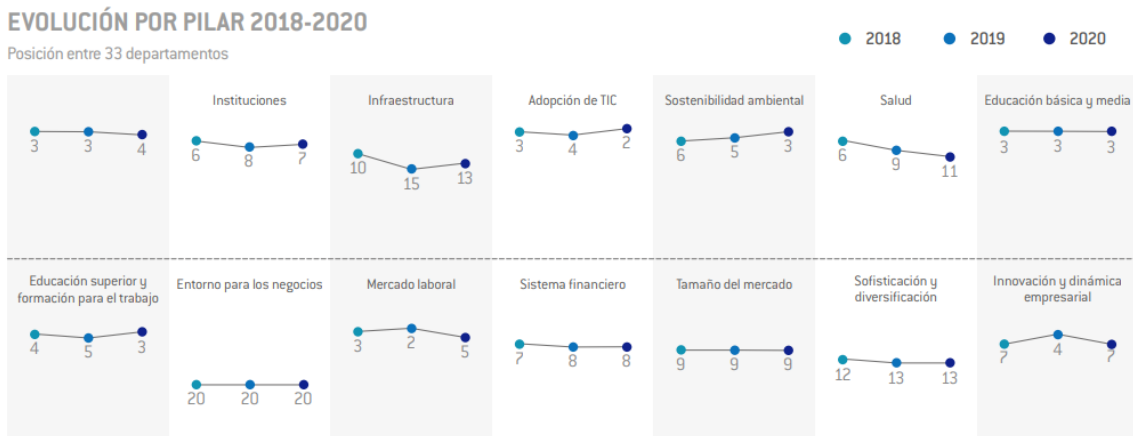 EVOLUCIÓN POR PILAR 2018-2020
Posición entre 33 departamentos
2018 2019 2020
3 3 4
Instituciones
6 8 7
Infraestructura
10 15 13
Adopción de TIC
3 4 2
Sostenibilidad ambiental
6 5 3
Salud
6 9 11
Educación básica y media
3 3 3
Educación superior y
formación para el trabajo
4 5 3
Entorno para los negocios
20 20 20
Mercado laboral
3 2 5
Sistema financiero
7 8 8
Tamaño del mercado
9 9 9
Sofisticación y
diversificación
12 13 13
Innovación y dinámica
empresarial
7 4 7